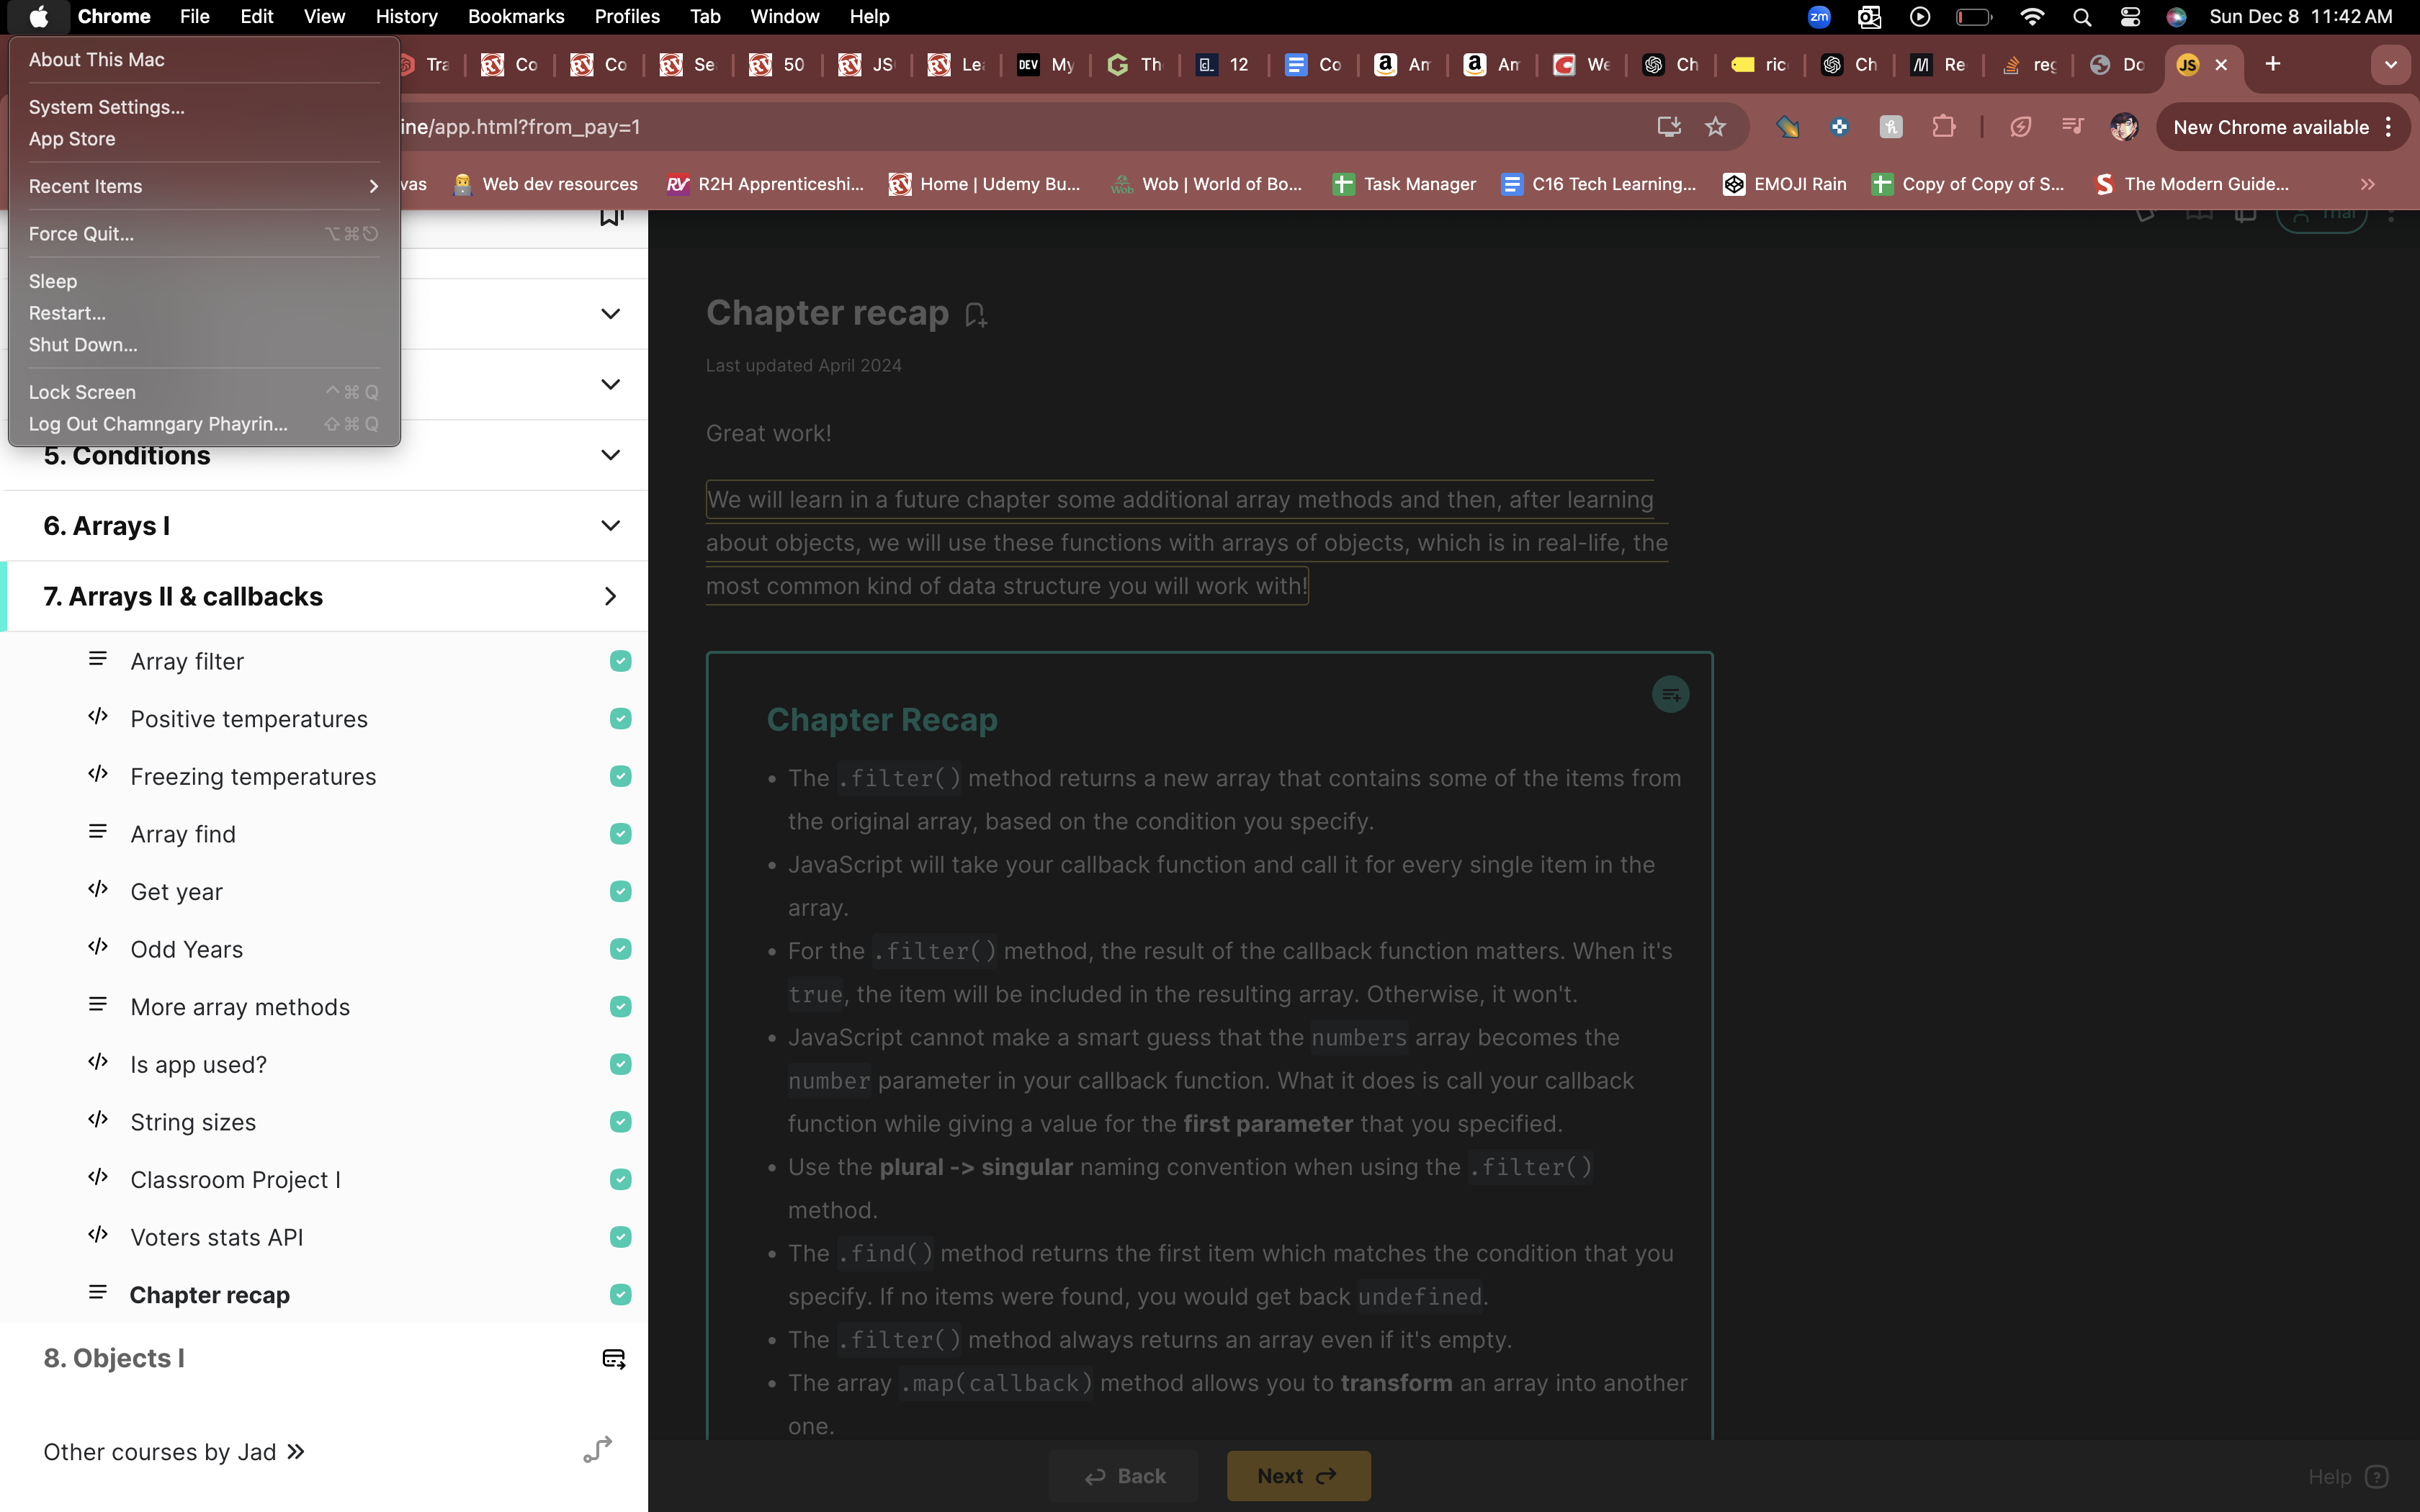 Chrome File Edit View History Bookmarks Profiles Tab Window Help
zm Sun Dec 8 11:42 AM
About This Mac
System Settings...
App Store
Recent Items
Force Quit... ⌥⌘⎋
Sleep
Restart...
Shut Down...
Lock Screen ^⌘Q
Log Out Chamngary Phayrin... ⇧⌘Q
Tra Co Co Se 50 JS Le DEV My Th 12 Co Am Am We Ch ric Ch Re reg Do JS
ine/app.html?from_pay=1
New Chrome available
vas Web dev resources R2H Apprenticeshi... Home | Udemy Bu... Wob | World of Bo... Task Manager C16 Tech Learning... EMOJI Rain Copy of Copy of S... The Modern Guide...
Trial
5. Conditions
6. Arrays I
7. Arrays II & callbacks
Array filter
Positive temperatures
Freezing temperatures
Array find
Get year
Odd Years
More array methods
Is app used?
String sizes
Classroom Project I
Voters stats API
Chapter recap
8. Objects I
Other courses by Jad
Chapter recap
Last updated April 2024
Great work!
We will learn in a future chapter some additional array methods and then, after learning
about objects, we will use these functions with arrays of objects, which is in real-life, the
most common kind of data structure you will work with!
Chapter Recap
• The .filter() method returns a new array that contains some of the items from
the original array, based on the condition you specify.
• JavaScript will take your callback function and call it for every single item in the
array.
• For the .filter() method, the result of the callback function matters. When it's
true, the item will be included in the resulting array. Otherwise, it won't.
• JavaScript cannot make a smart guess that the numbers array becomes the
number parameter in your callback function. What it does is call your callback
function while giving a value for the first parameter that you specified.
• Use the plural -> singular naming convention when using the .filter()
method.
• The .find() method returns the first item which matches the condition that you
specify. If no items were found, you would get back undefined.
• The .filter() method always returns an array even if it's empty.
• The array .map(callback) method allows you to transform an array into another
one.
Back
Next
Help